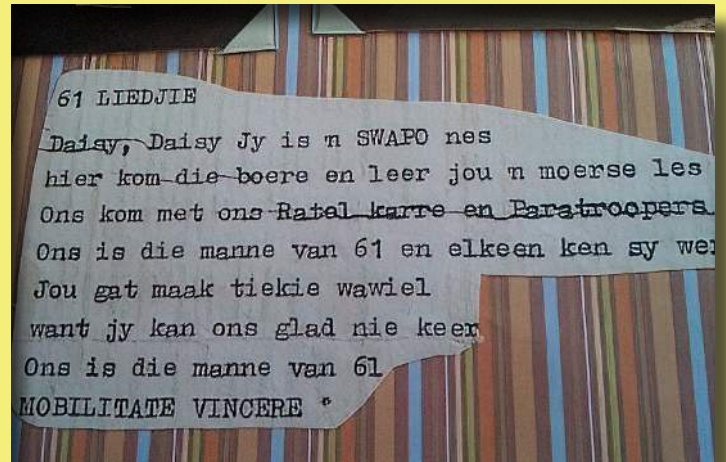 61 LIEDJIE
Daisy, Daisy Jy is 'n SWAPO nes
hier kom die boere en leer jou 'n moerse les
Ons kom met ons Ratel karre en Paratroopers
Ons is die manne van 61 en elkeen ken sy
Jou gat maak tiekie wawiel
want jy kan ons glad nie keer
Ons is die manne van 61
MOBILITATE VINCERE